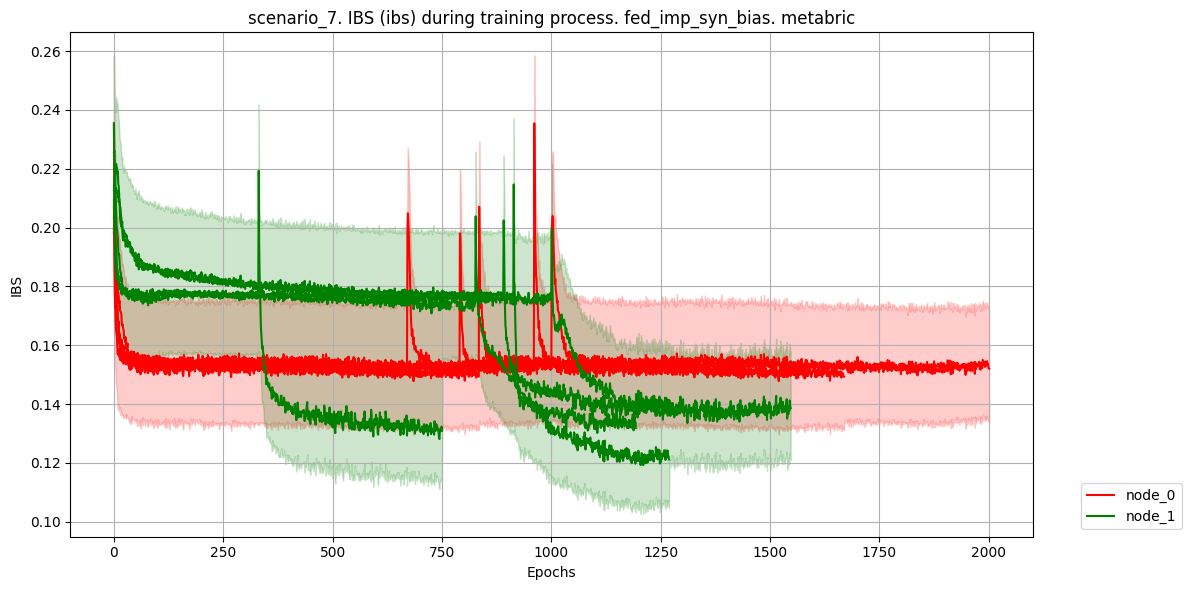 scenario_7. IBS (ibs) during training process. fed_imp_syn_bias. metabric
IBS
0.26
0.24
0.22
0.20
0.18
0.16
0.14
0.12
0.10
0 250 500 750 1000 1250 1500 1750 2000
Epochs
node_0
node_1